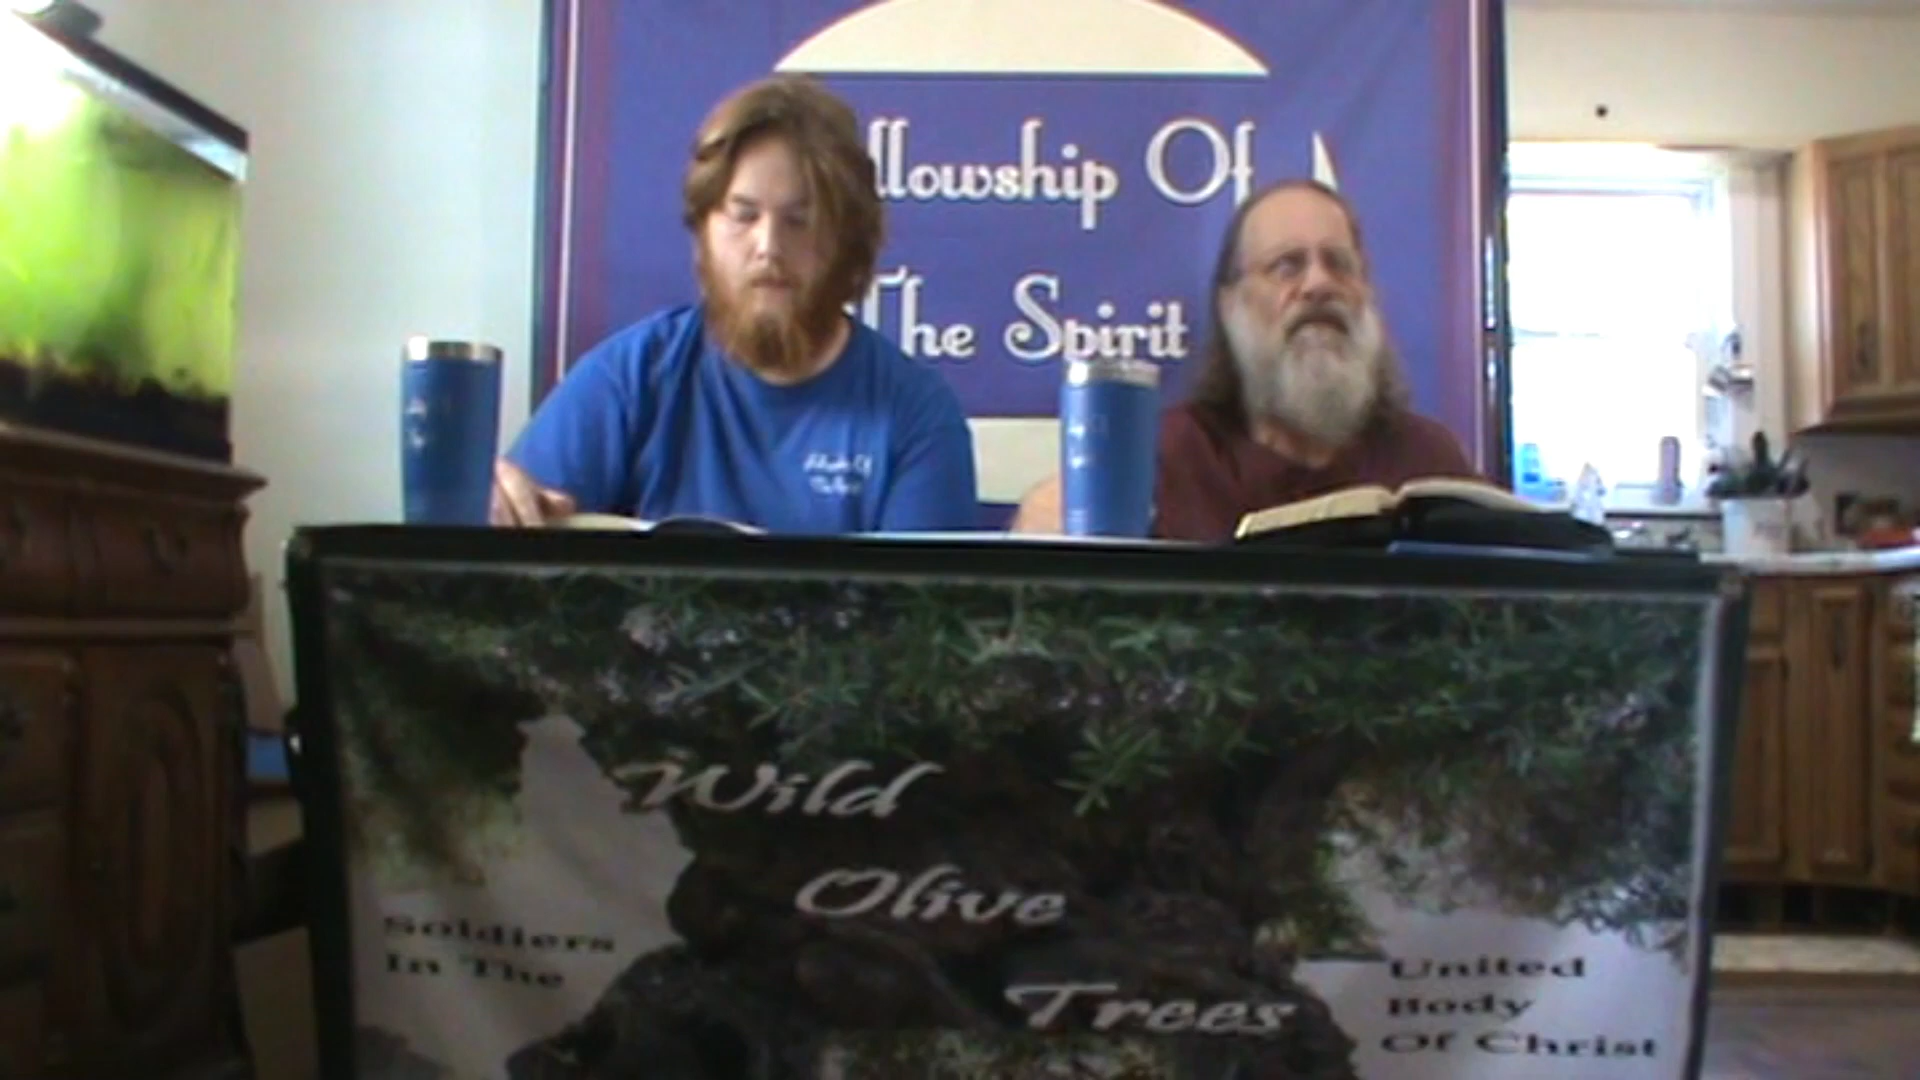 llowship Of
The Spirit
Wild
Olive
Trees
Soldiers
In The
United
Body
Of Christ